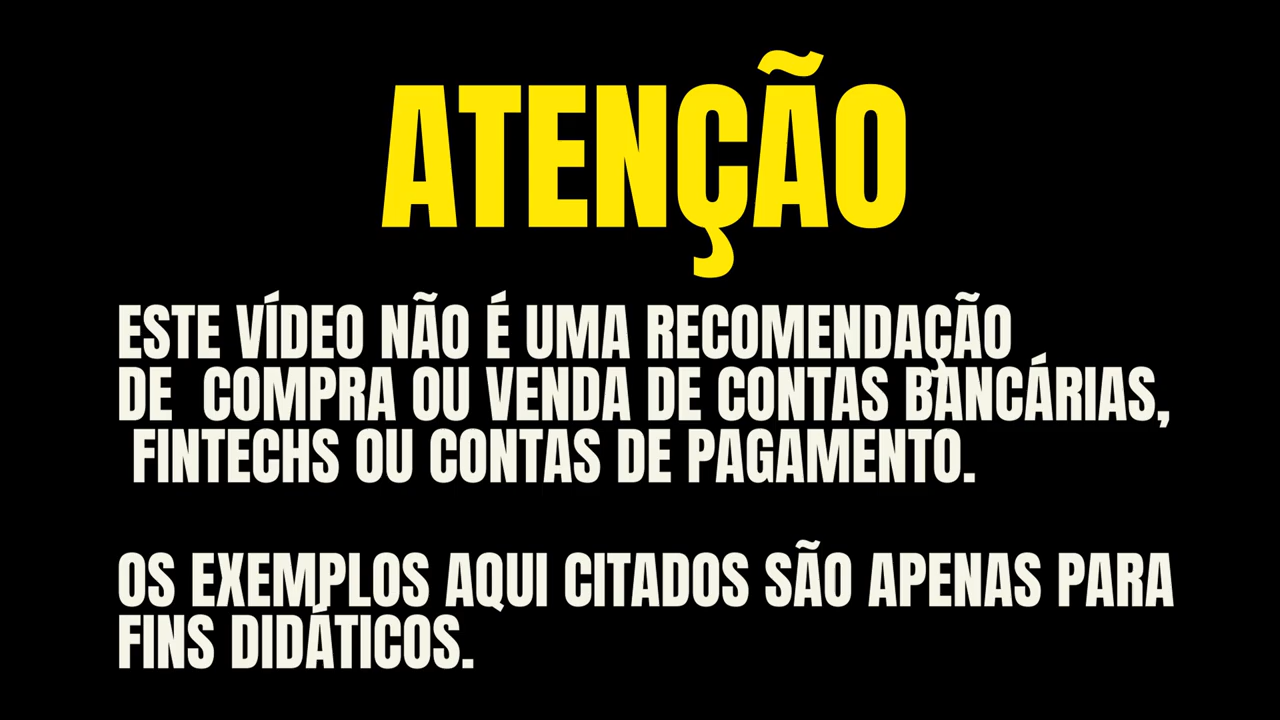 ATENÇÃO
ESTE VÍDEO NÃO É UMA RECOMENDAÇÃO
DE COMPRA OU VENDA DE CONTAS BANCÁRIAS,
FINTECHS OU CONTAS DE PAGAMENTO.
OS EXEMPLOS AQUI CITADOS SÃO APENAS PARA
FINS DIDÁTICOS.